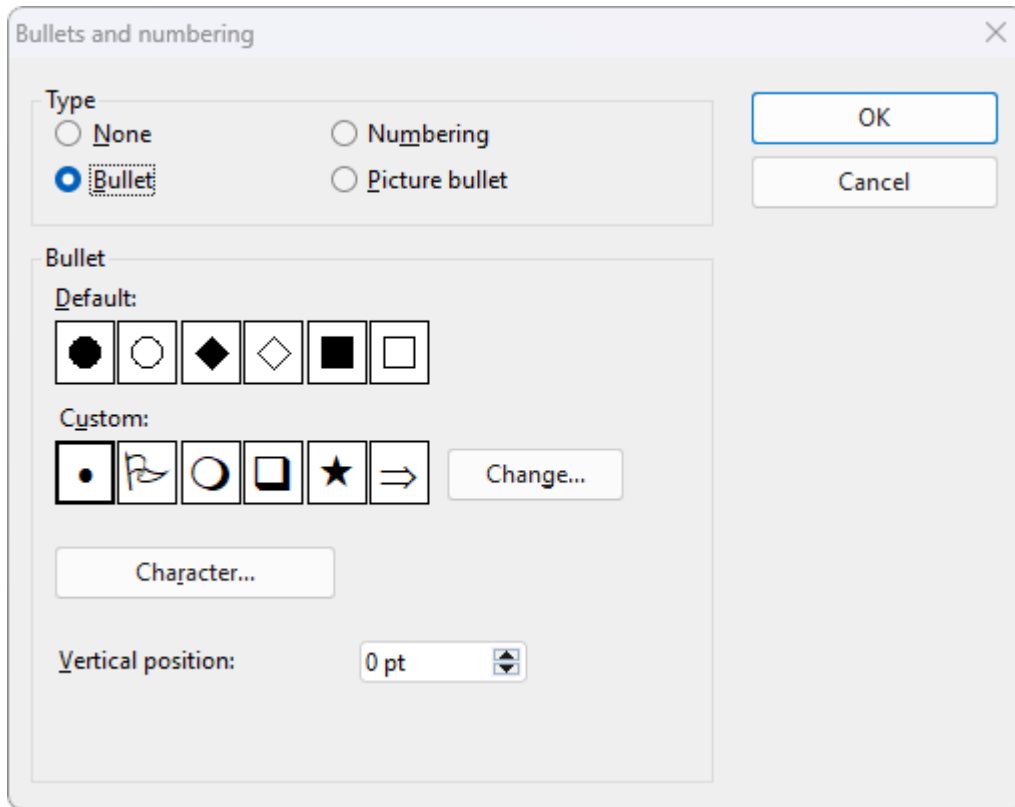 Bullets and numbering
Type
None
Numbering
Bullet
Picture bullet
OK
Cancel
Bullet
Default:
Custom:
Change...
Character...
Vertical position:
0 pt